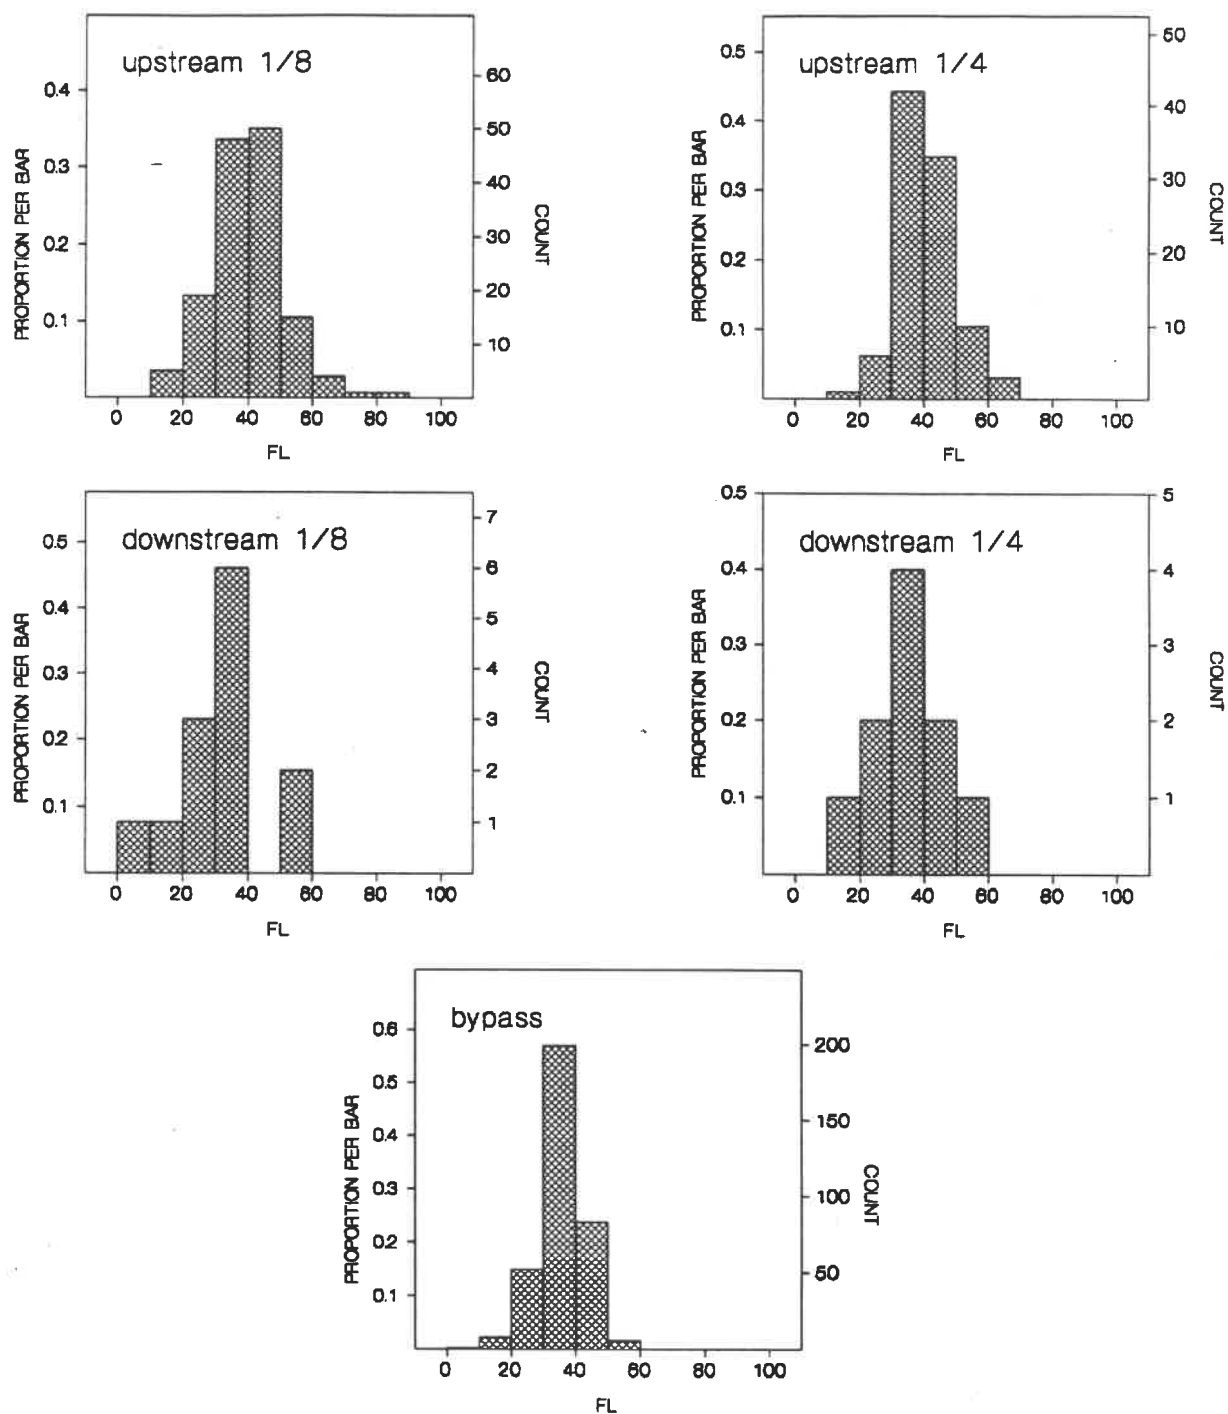 upstream 1/8
0.4
0.3
0.2
0.1
PROPORTION PER BAR
60
50
40
30
20
10
COUNT
0 20 40 60 80 100
FL
upstream 1/4
0.5
0.4
0.3
0.2
0.1
PROPORTION PER BAR
50
40
30
20
10
COUNT
0 20 40 60 80 100
FL
downstream 1/8
0.5
0.4
0.3
0.2
0.1
PROPORTION PER BAR
7
6
5
4
3
2
1
COUNT
0 20 40 60 80 100
FL
downstream 1/4
0.5
0.4
0.3
0.2
0.1
PROPORTION PER BAR
5
4
3
2
1
COUNT
0 20 40 60 80 100
FL
bypass
0.6
0.5
0.4
0.3
0.2
0.1
PROPORTION PER BAR
200
150
100
50
COUNT
0 20 40 60 80 100
FL